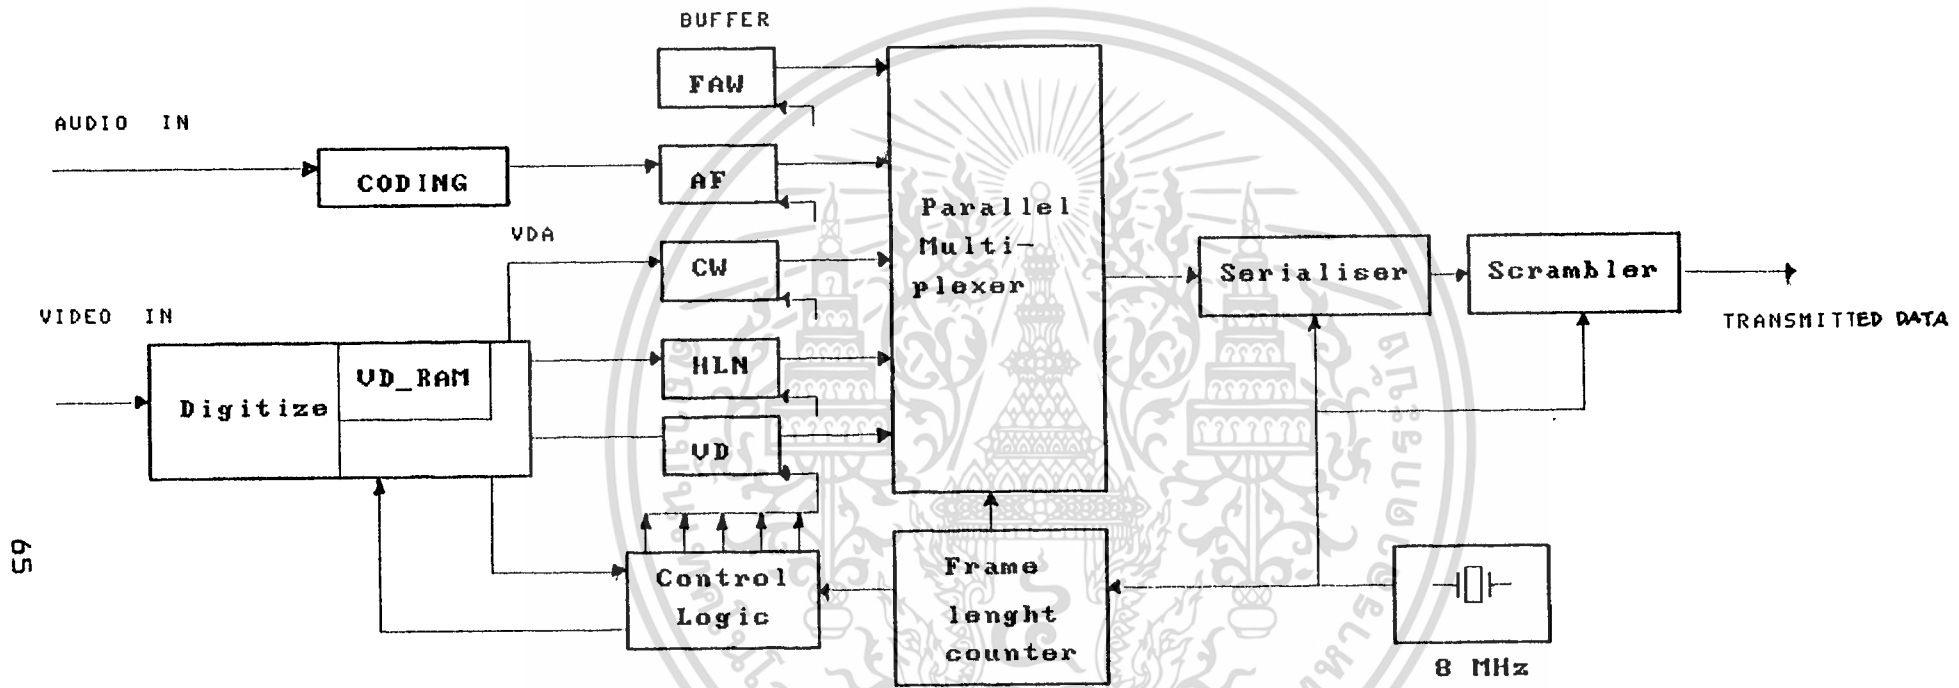 BUFFER
FAW
AUDIO IN
CODING
AF
VDA
CW
Parallel
Multi-
plexer
Serialiser
Scrambler
TRANSMITTED DATA
VIDEO IN
Digitize
VD_RAM
HLN
VD
Control
Logic
Frame
lenght
counter
8 MHz
65